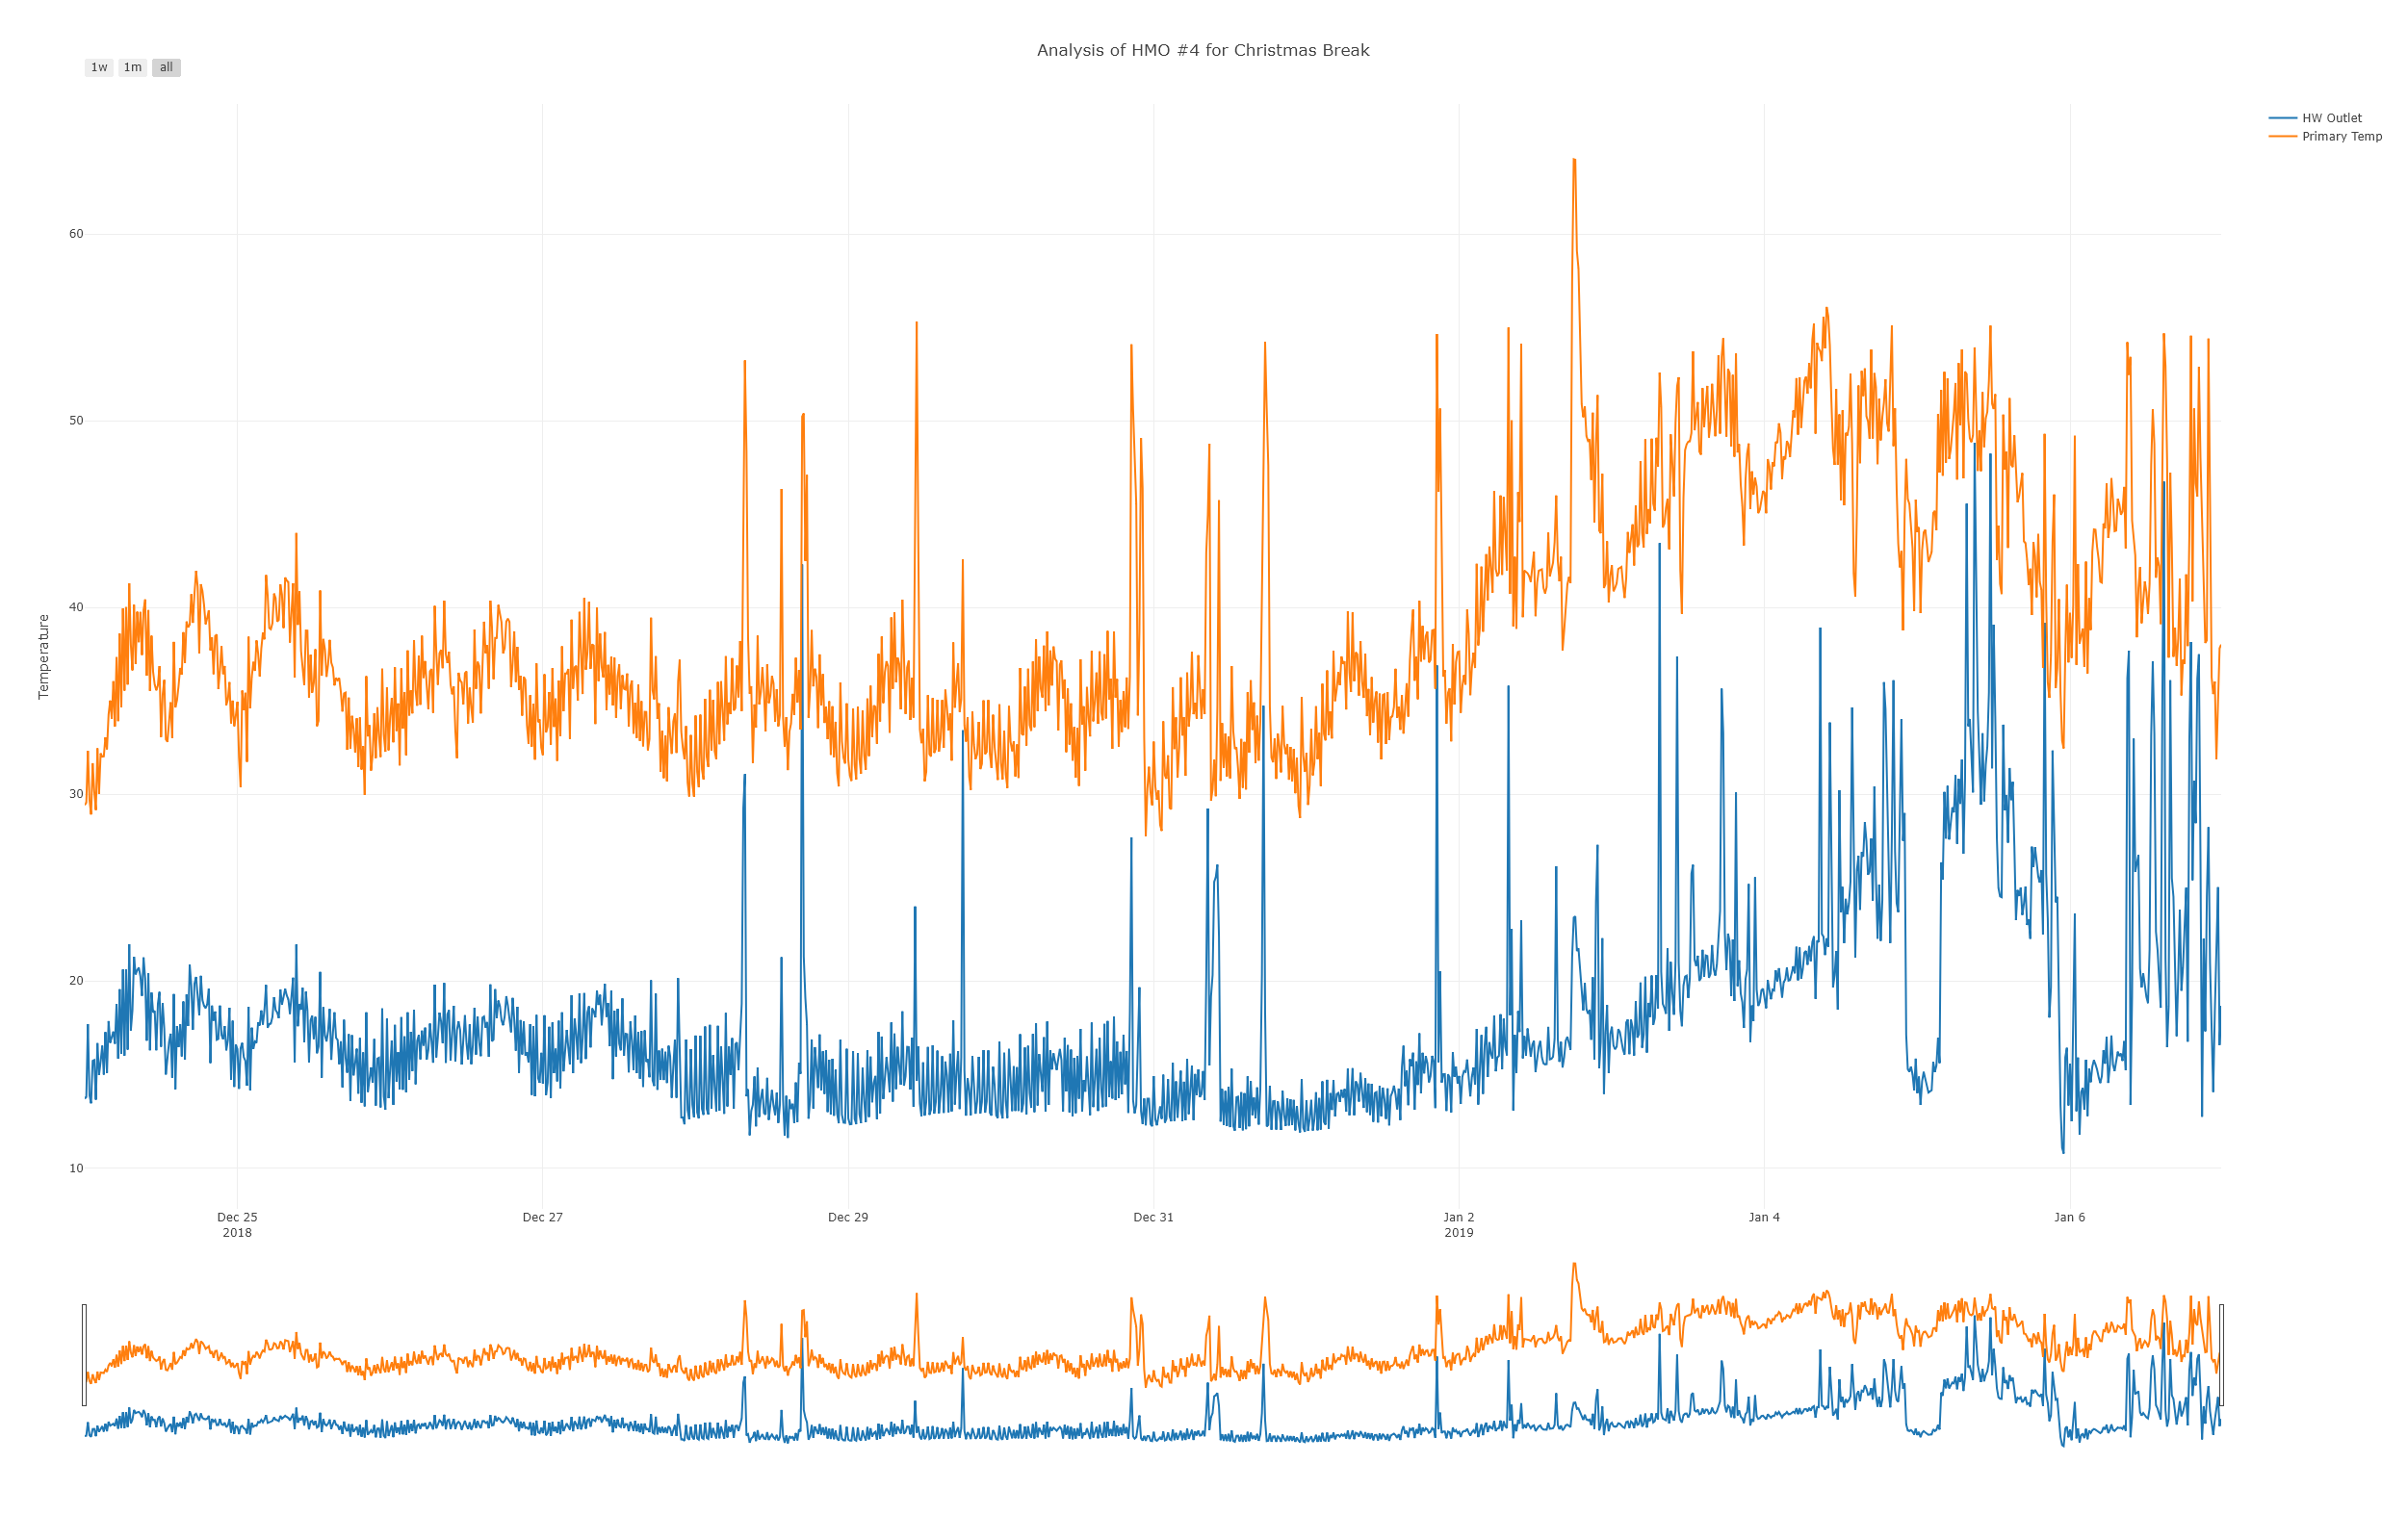 Analysis of HMO #4 for Christmas Break
1w 1m all
HW Outlet
Primary Temp
Temperature
60
50
40
30
20
10
Dec 25 Dec 27 Dec 29 Dec 31 Jan 2 Jan 4 Jan 6
2018 2019